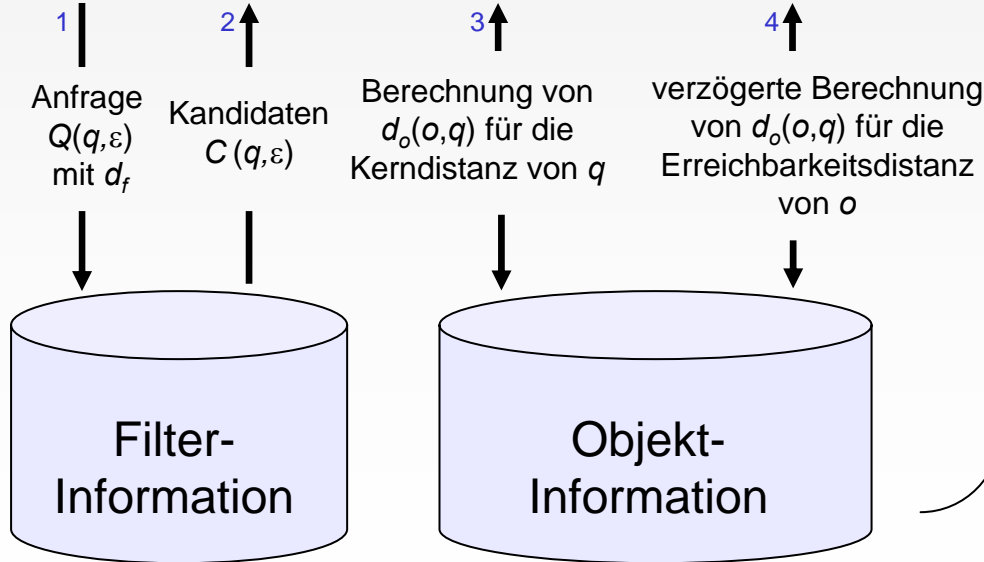 1
Anfrage
Q(q,ε)
mit d_f
2
Kandidaten
C (q,ε)
3
Berechnung von
d_o(o,q) für die
Kerndistanz von q
4
verzögerte Berechnung
von d_o(o,q) für die
Erreichbarkeitsdistanz
von o
Filter-
Information
Objekt-
Information